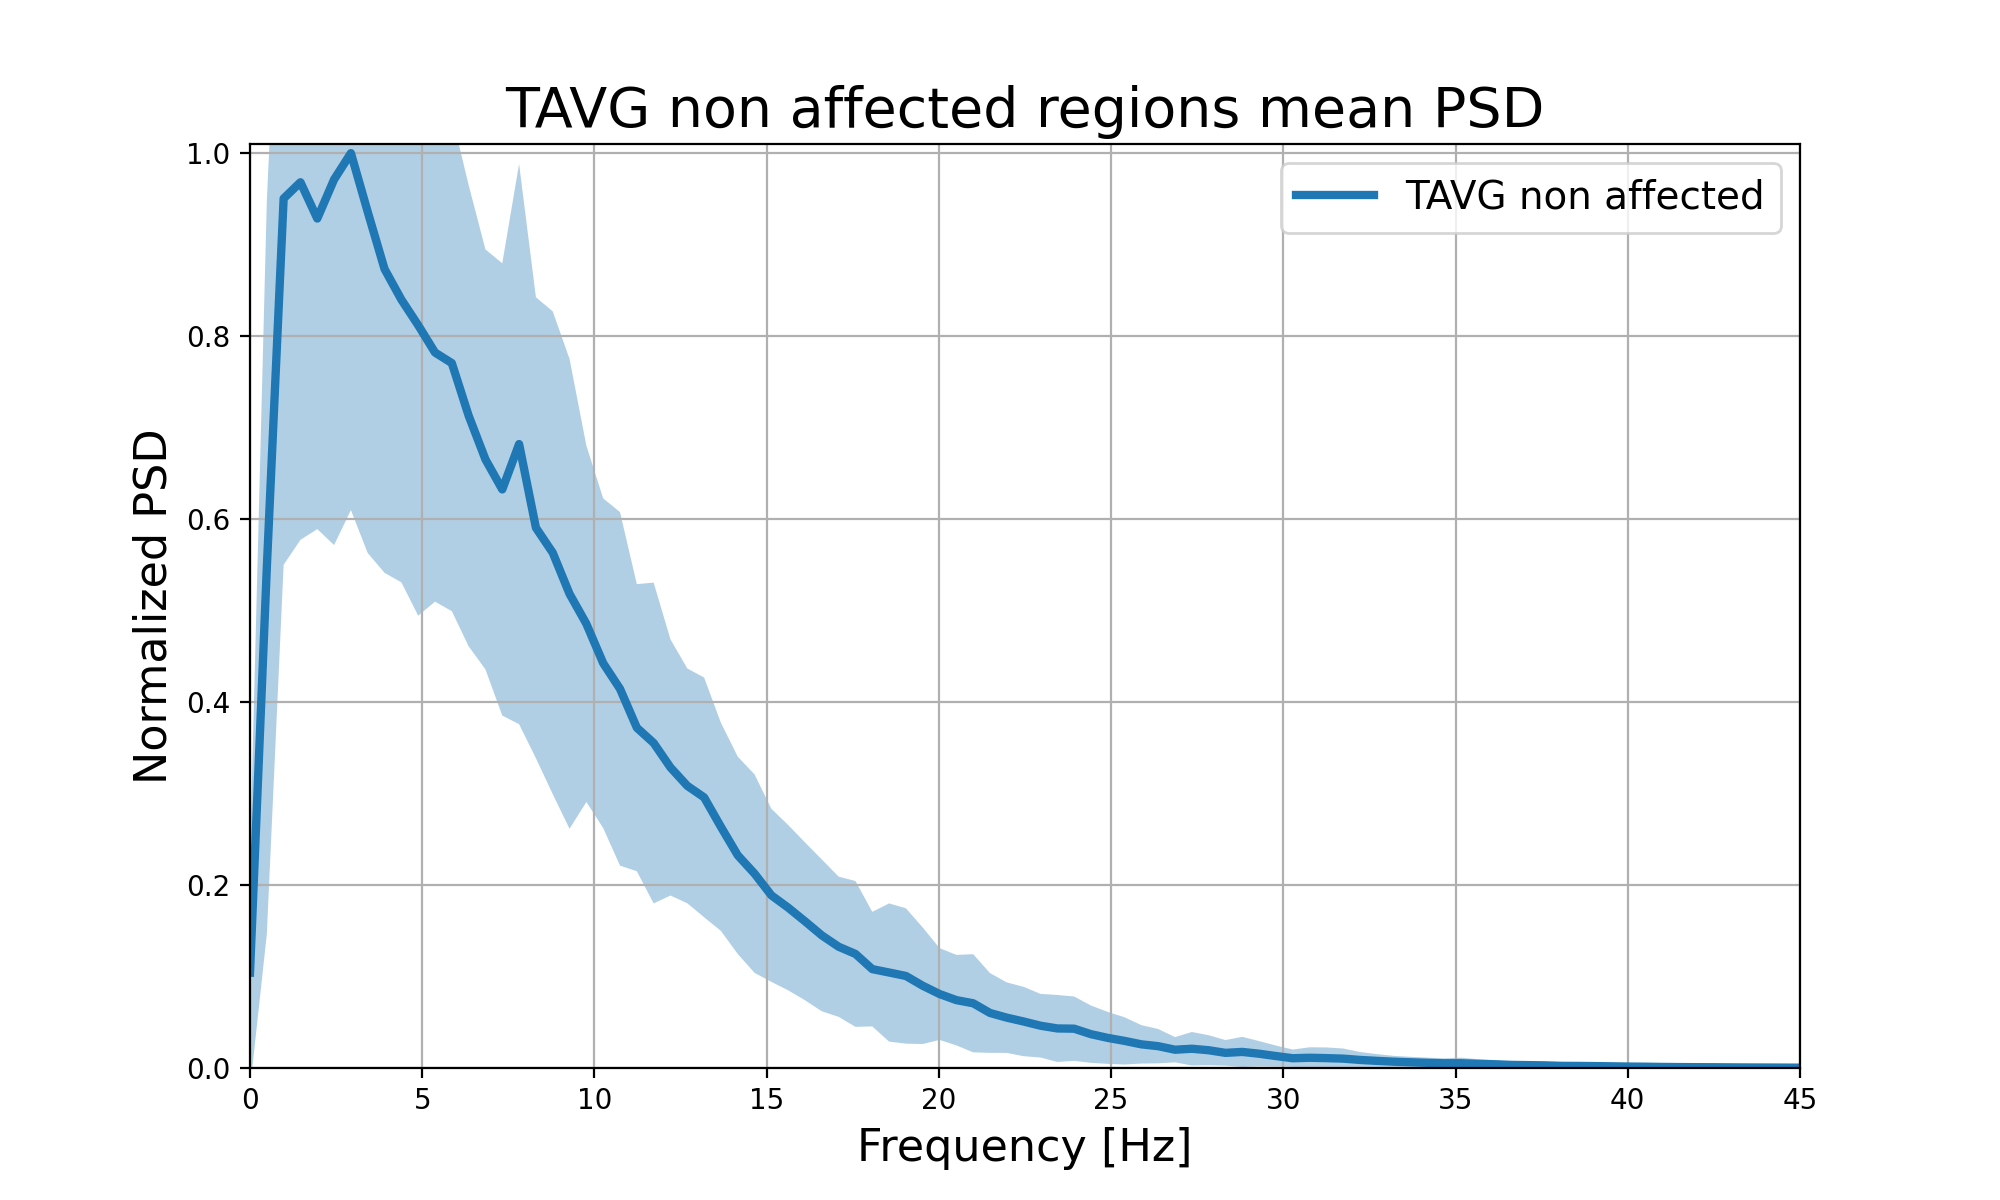 TAVG non affected regions mean PSD
TAVG non affected
Normalized PSD
1.0
0.8
0.6
0.4
0.2
0.0
0 5 10 15 20 25 30 35 40 45
Frequency [Hz]